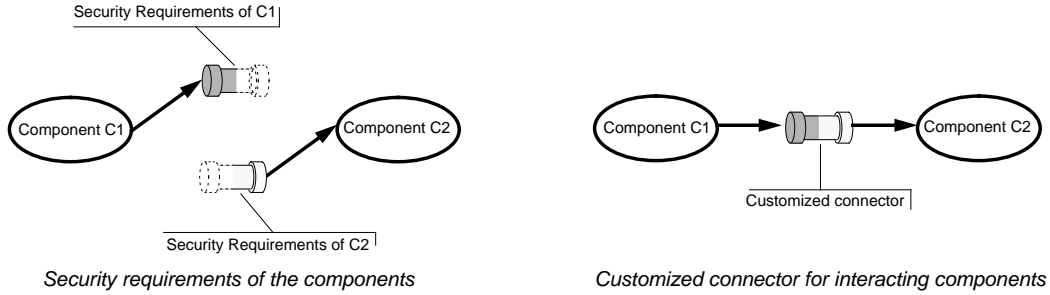 Security Requirements of C1
Component C1
Component C2
Security Requirements of C2
Security requirements of the components
Component C1
Component C2
Customized connector
Customized connector for interacting components